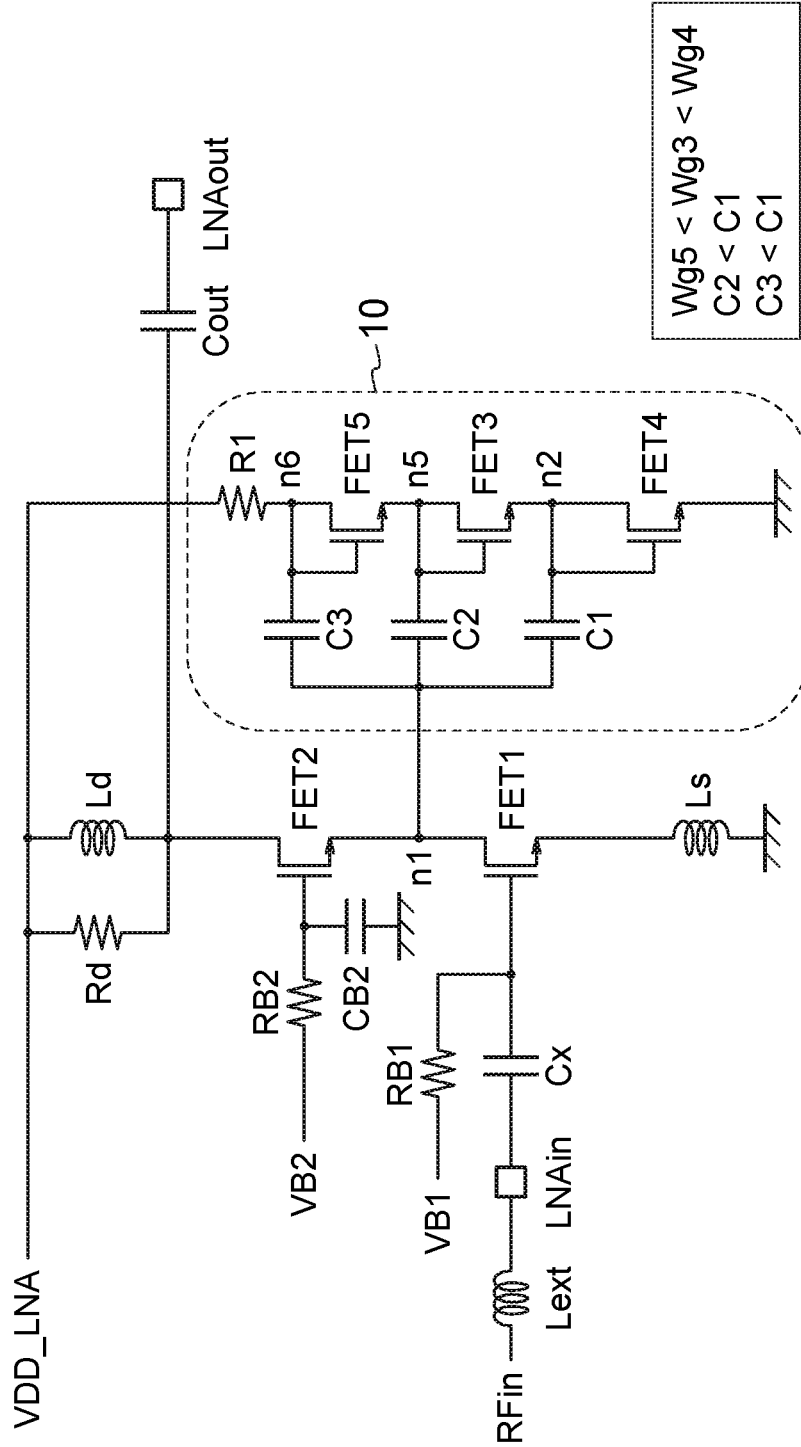 VDD_LNA
Rd
Ld
Cout
LNAout
10
R1
n6
C3
FET5
VB2
RB2
CB2
FET2
n5
C2
FET3
n1
n2
C1
FET4
VB1
RB1
FET1
RFin
Lext
LNAin
Cx
Ls
Wg5 < Wg3 < Wg4
C2 < C1
C3 < C1